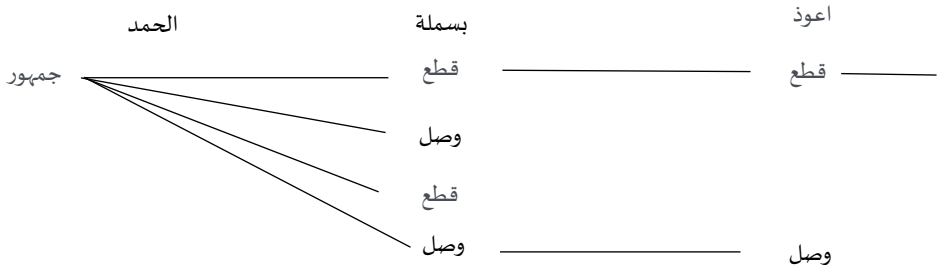 اعوذ بسملة الحمد
قطع قطع جمهور
وصل
قطع
وصل وصل